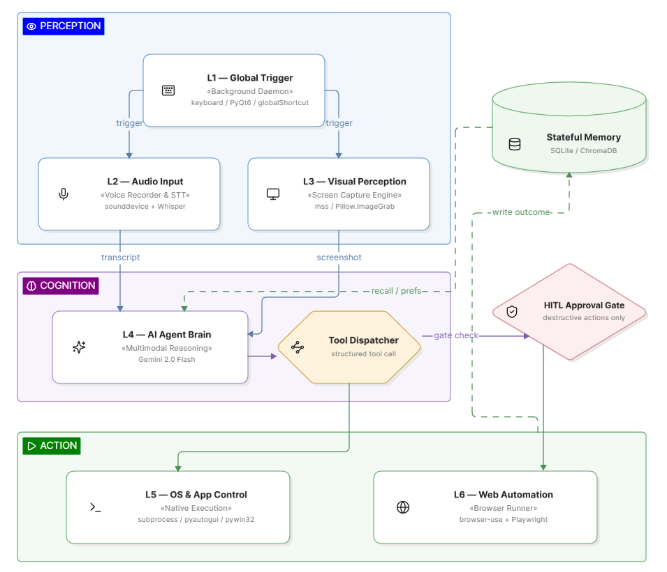 PERCEPTION
L1 — Global Trigger
«Background Daemon»
keyboard / PyQt6 / globalShortcut
trigger
trigger
L2 — Audio Input
«Voice Recorder & STT»
sounddevice + Whisper
L3 — Visual Perception
«Screen Capture Engine»
mss / Pillow.ImageGrab
Stateful Memory
SQLite / ChromaDB
write outcome
transcript
screenshot
COGNITION
recall / prefs
L4 — AI Agent Brain
«Multimodal Reasoning»
Gemini 2.0 Flash
Tool Dispatcher
structured tool call
gate check
HITL Approval Gate
destructive actions only
ACTION
L5 — OS & App Control
«Native Execution»
subprocess / pyautogui / pywin32
L6 — Web Automation
«Browser Runner»
browser-use + Playwright